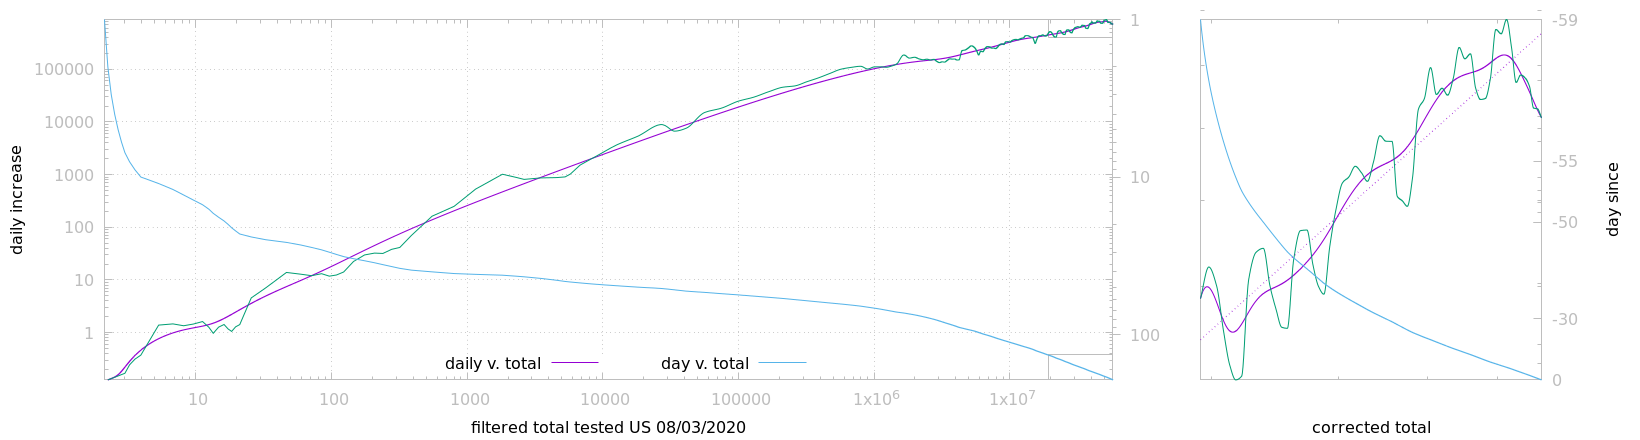 daily increase
100000
10000
1000
100
10
1
daily v. total
day v. total
10
100
1000
10000
100000
1x10⁶
1x10⁷
filtered total tested US 08/03/2020
1
10
100
-59
-55
-50
-30
0
day since
corrected total